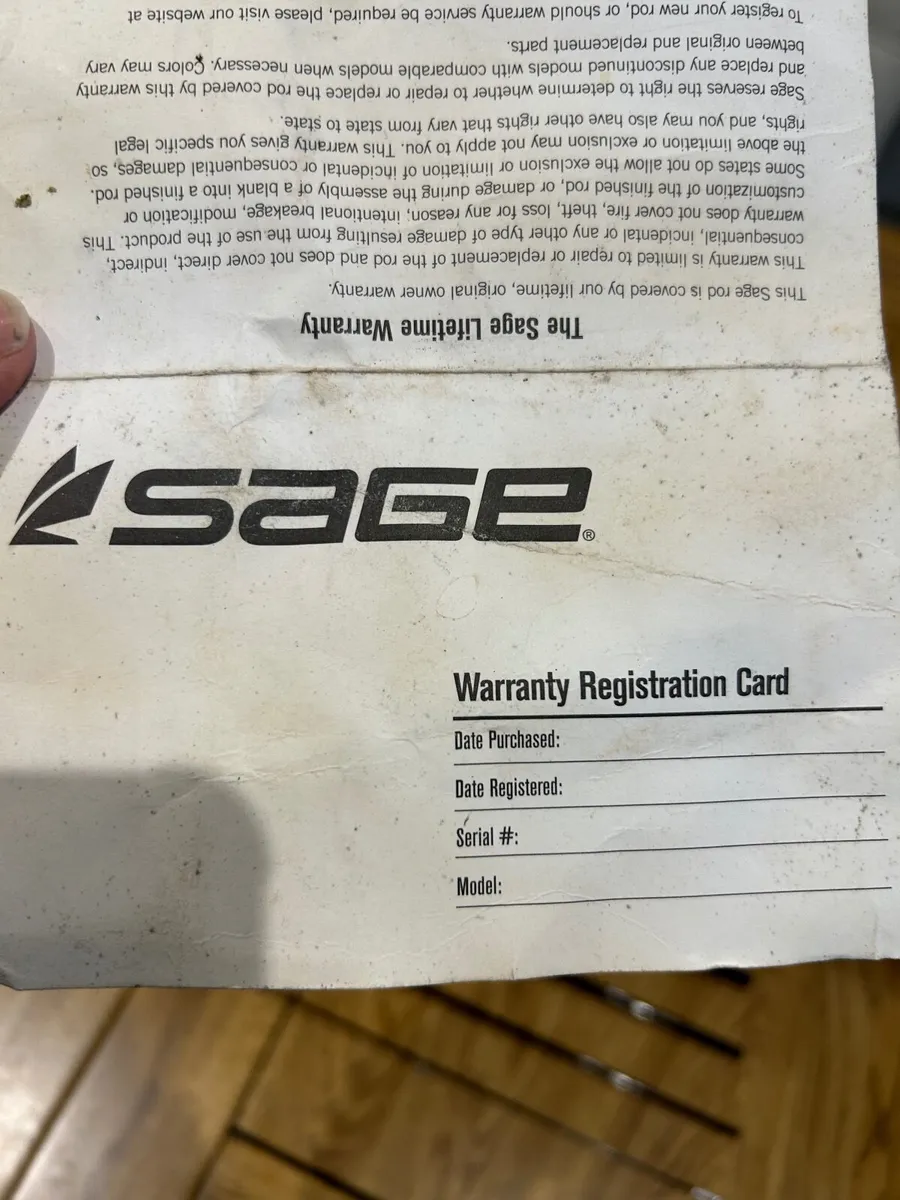 The Sage Lifetime Warranty
This Sage rod is covered by our lifetime, original owner warranty.
This warranty is limited to repair or replacement of the rod and does not cover direct, indirect,
consequential, incidental or any other type of damage resulting from the use of the product. This
warranty does not cover fire, theft, loss for any reason, intentional breakage, modification or
customization of the finished rod, or damage during the assembly of a blank into a finished rod.
Some states do not allow the exclusion or limitation of incidental or consequential damages, so
the above limitation or exclusion may not apply to you. This warranty gives you specific legal
rights, and you may also have other rights that vary from state to state.
Sage reserves the right to determine whether to repair or replace the rod covered by this warranty
and replace any discontinued models with comparable models when necessary. Colors may vary
between original and replacement parts.
To register your new rod, or should warranty service be required, please visit our website at
SAGE®
Warranty Registration Card
Date Purchased:
Date Registered:
Serial #:
Model: